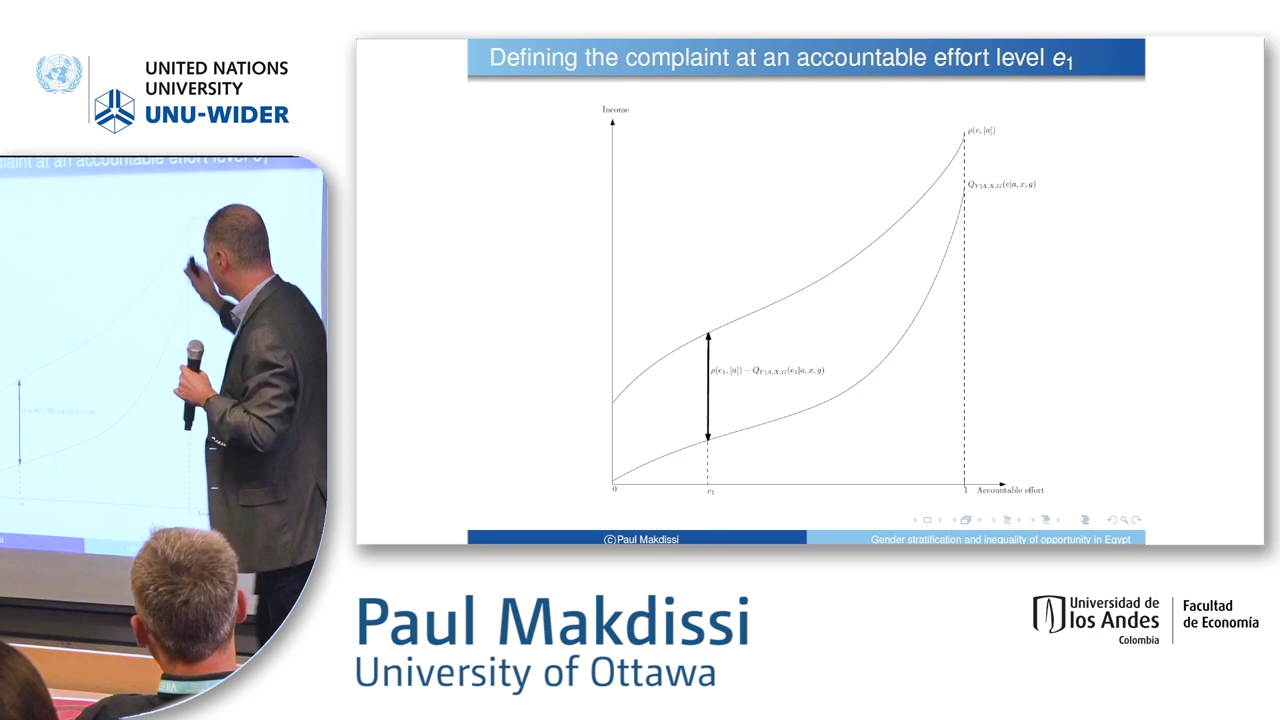 UNITED NATIONS
UNIVERSITY
UNU-WIDER
Defining the complaint at an accountable effort level e₁
Income
ρ(e, [a])
Q_{Y|A,X,G}(e|a, x, g)
ρ(e₁, [a]) − Q_{Y|A,X,G}(e₁|a, x, g)
0
e₁
1
Accountable effort
©Paul Makdissi
Gender stratification and inequality of opportunity in Egypt
Paul Makdissi
University of Ottawa
Universidad de
los Andes
Colombia
Facultad
de Economía